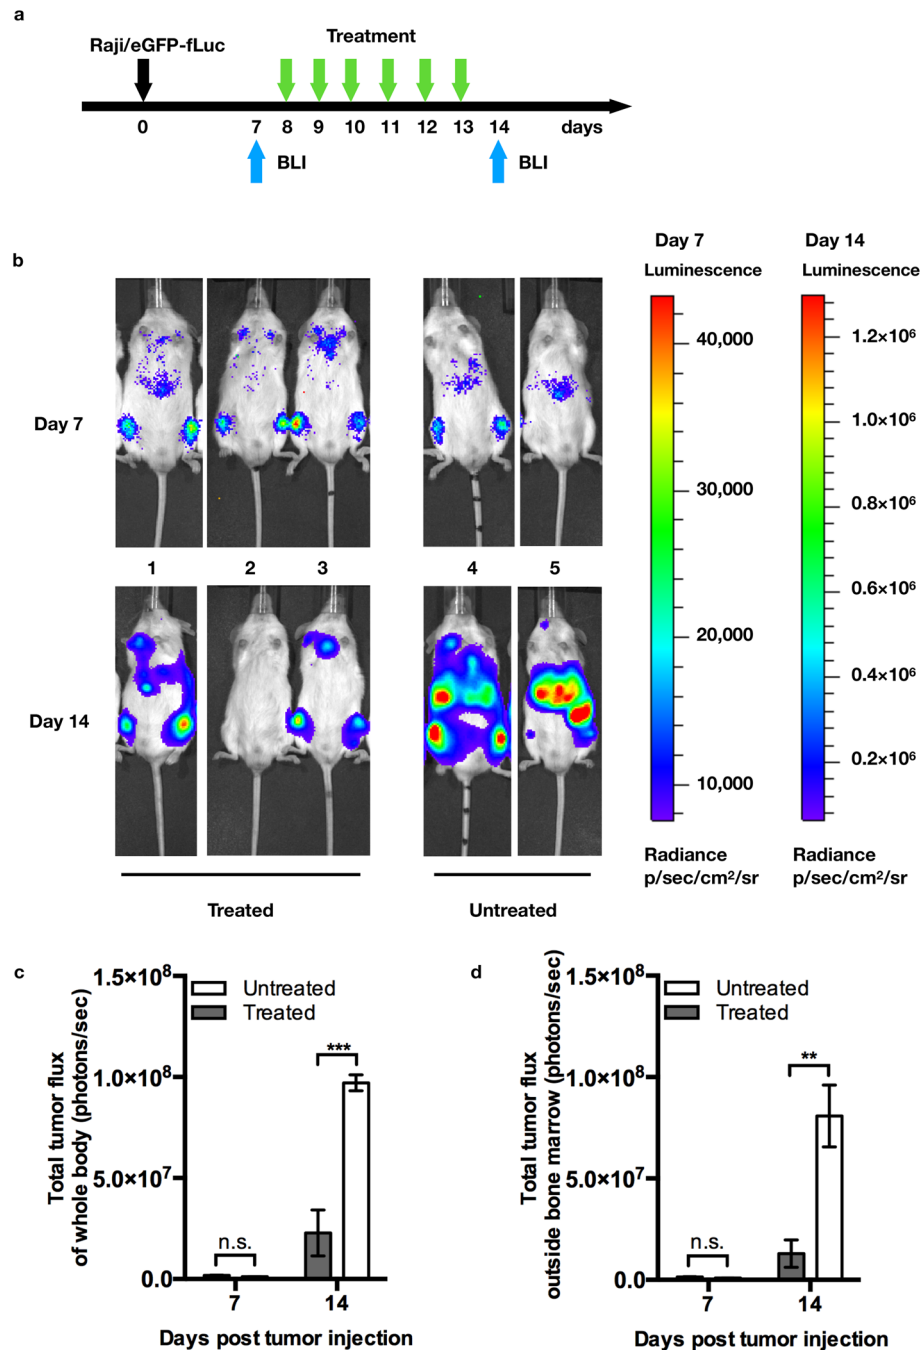 a
Raji/eGFP-fLuc
Treatment
0 7 8 9 10 11 12 13 14 days
BLI BLI
b
Day 7 Day 14
Luminescence Luminescence
Day 7
40,000
30,000
20,000
10,000
1.2×10⁶
1.0×10⁶
0.8×10⁶
0.6×10⁶
0.4×10⁶
0.2×10⁶
1 2 3 4 5
Day 14
Radiance Radiance
p/sec/cm²/sr p/sec/cm²/sr
Treated Untreated
c
Total tumor flux
of whole body (photons/sec)
1.5×10⁸
1.0×10⁸
5.0×10⁷
0.0
Untreated
Treated
***
n.s.
7 14
Days post tumor injection
d
Total tumor flux
outside bone marrow (photons/sec)
1.5×10⁸
1.0×10⁸
5.0×10⁷
0.0
Untreated
Treated
**
n.s.
7 14
Days post tumor injection